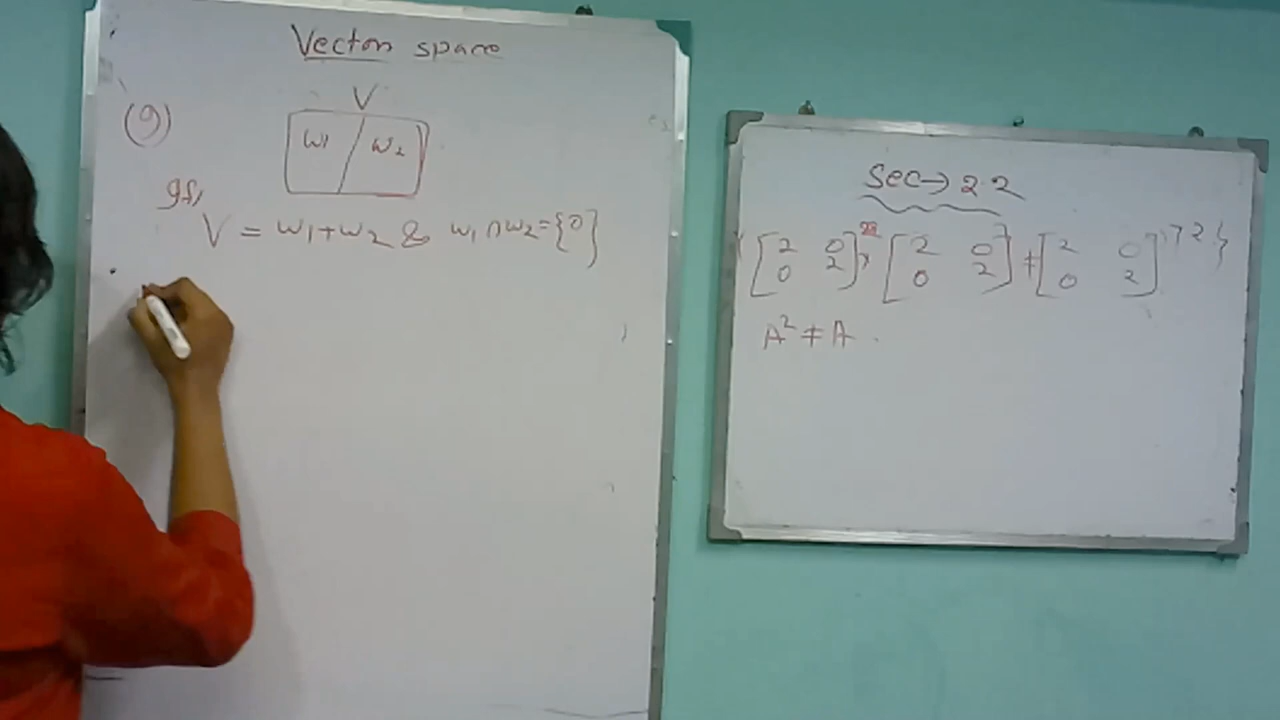 Vector space
(9)
V
W1 W2
If,
V = W1+W2 & W1∩W2={0}
Sec→ 2.2
[2 0 0 2], [2 0 0 2] + [2 0 0 2]
A² ≠ A.